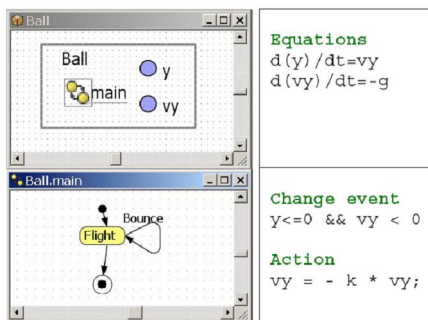 Ball
Ball
main
y
vy
Equations
d(y)/dt=vy
d(vy)/dt=-g
Ball.main
Bounce
Flight
Change event
y<=0 && vy < 0
Action
vy = - k * vy;